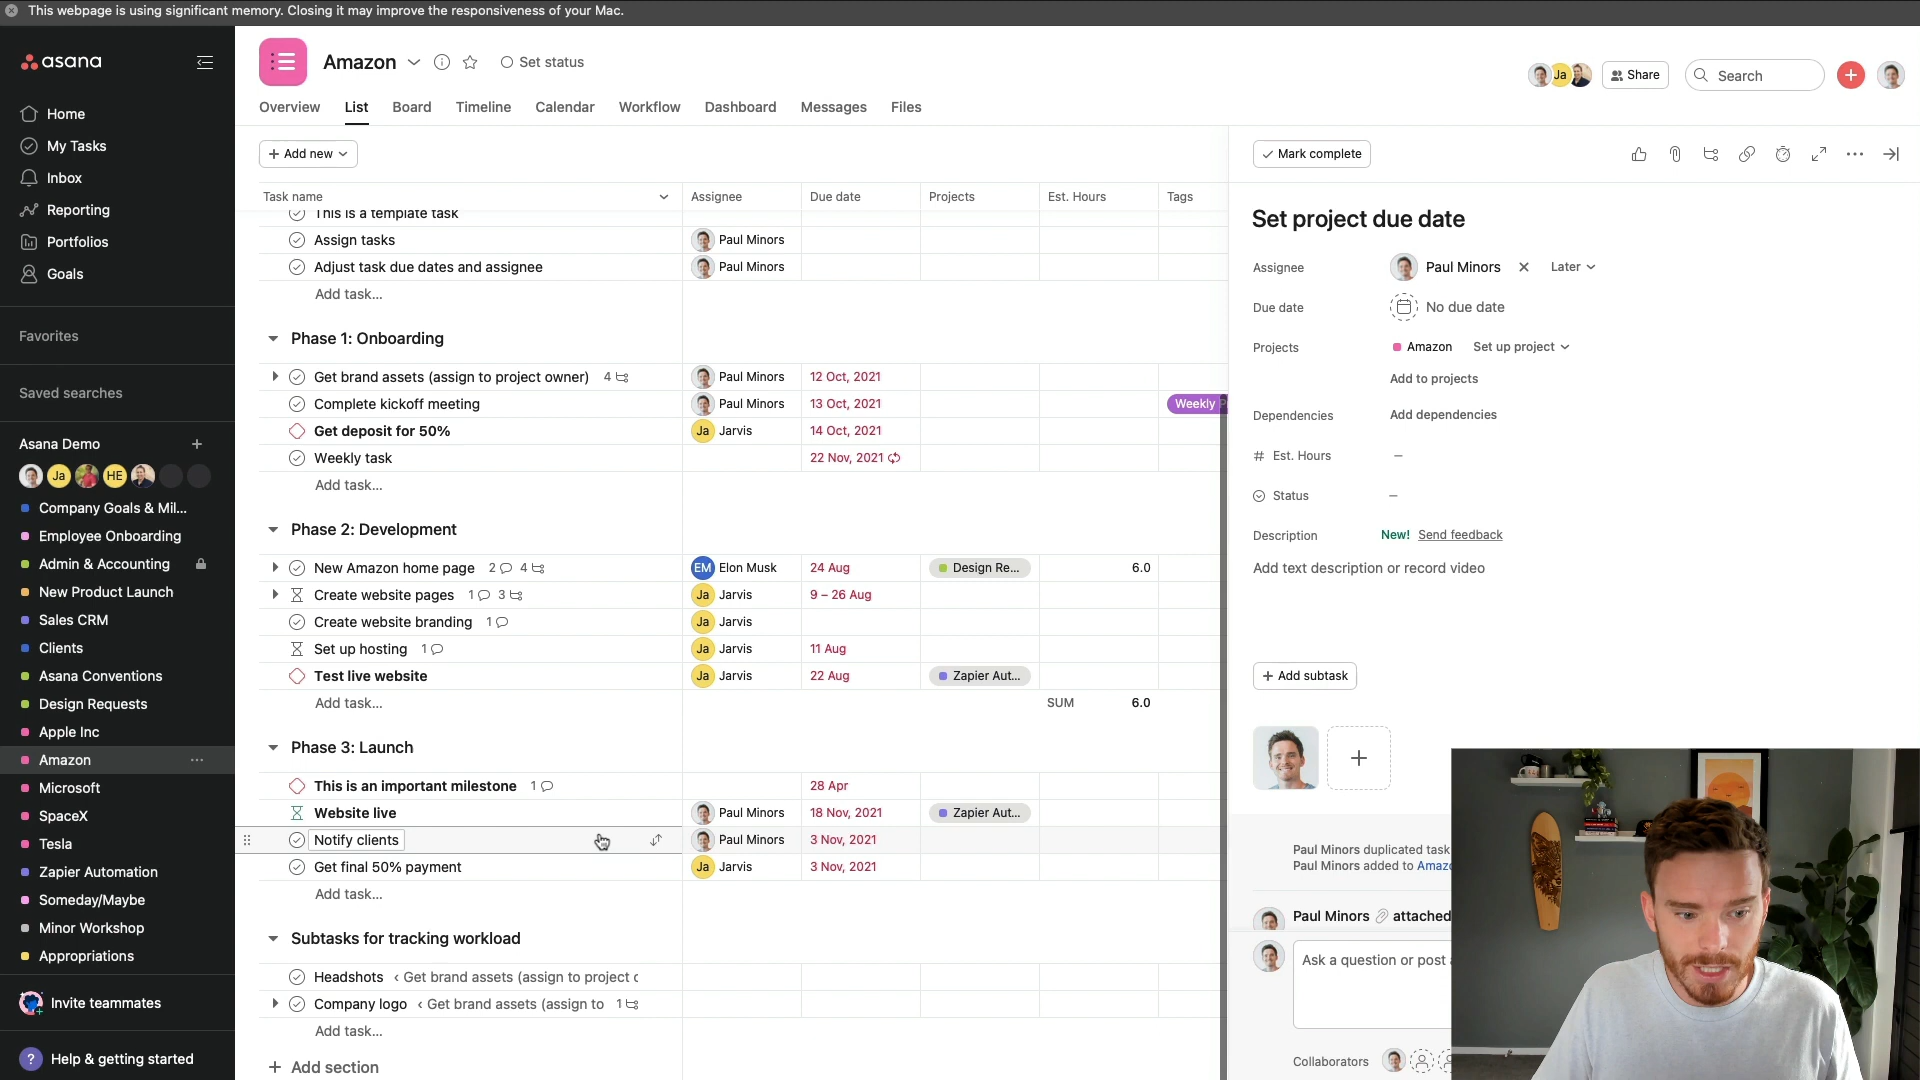 This webpage is using significant memory. Closing it may improve the responsiveness of your Mac.
asana
Home
My Tasks
Inbox
Reporting
Portfolios
Goals
Favorites
Saved searches
Asana Demo
Ja HE
Company Goals & Mil...
Employee Onboarding
Admin & Accounting
New Product Launch
Sales CRM
Clients
Asana Conventions
Design Requests
Apple Inc
Amazon
Microsoft
SpaceX
Tesla
Zapier Automation
Someday/Maybe
Minor Workshop
Appropriations
Invite teammates
? Help & getting started
Amazon Set status
Ja Share Search
Overview List Board Timeline Calendar Workflow Dashboard Messages Files
+ Add new
Task name Assignee Due date Projects Est. Hours Tags
This is a template task
Assign tasks Paul Minors
Adjust task due dates and assignee Paul Minors
Add task...
Phase 1: Onboarding
Get brand assets (assign to project owner) 4 Paul Minors 12 Oct, 2021
Complete kickoff meeting Paul Minors 13 Oct, 2021 Weekly
Get deposit for 50% Ja Jarvis 14 Oct, 2021
Weekly task 22 Nov, 2021
Add task...
Phase 2: Development
New Amazon home page 2 4 EM Elon Musk 24 Aug Design Re... 6.0
Create website pages 1 3 Ja Jarvis 9 – 26 Aug
Create website branding 1 Ja Jarvis
Set up hosting 1 Ja Jarvis 11 Aug
Test live website Ja Jarvis 22 Aug Zapier Aut...
Add task... SUM 6.0
Phase 3: Launch
This is an important milestone 1 28 Apr
Website live Paul Minors 18 Nov, 2021 Zapier Aut...
Notify clients Paul Minors 3 Nov, 2021
Get final 50% payment Ja Jarvis 3 Nov, 2021
Add task...
Subtasks for tracking workload
Headshots ‹ Get brand assets (assign to project
Company logo ‹ Get brand assets (assign to 1
Add task...
+ Add section
Mark complete
Set project due date
Assignee Paul Minors Later
Due date No due date
Projects Amazon Set up project
Add to projects
Dependencies Add dependencies
# Est. Hours —
Status —
Description New! Send feedback
Add text description or record video
+ Add subtask
Paul Minors duplicated task
Paul Minors added to Amaz
Paul Minors attached
Ask a question or post
Collaborators